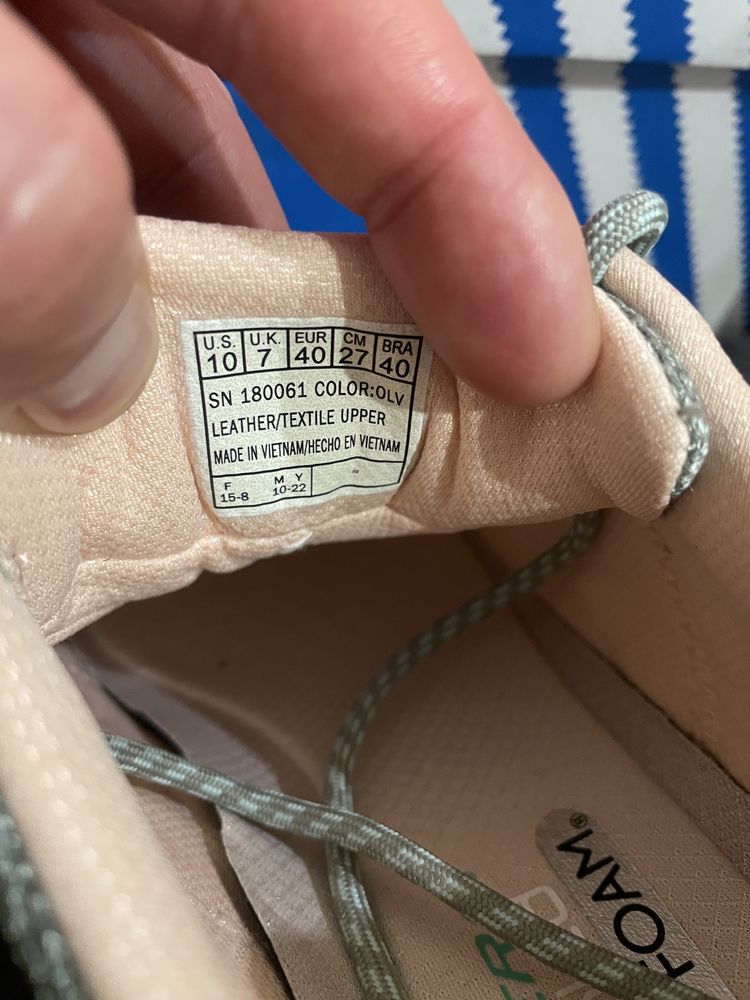 U.S. U.K. EUR CM BRA
10 7 40 27 40
SN 180061 COLOR:OLV
LEATHER/TEXTILE UPPER
MADE IN VIETNAM/HECHO EN VIETNAM
F M Y
15-8 10-22
FOAM®